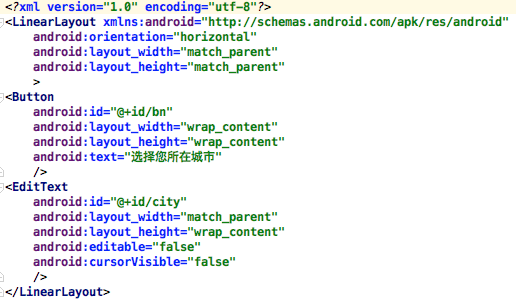 <?xml version="1.0" encoding="utf-8"?>
<LinearLayout xmlns:android="http://schemas.android.com/apk/res/android"
    android:orientation="horizontal"
    android:layout_width="match_parent"
    android:layout_height="match_parent"
    >
<Button
    android:id="@+id/bn"
    android:layout_width="wrap_content"
    android:layout_height="wrap_content"
    android:text="选择您所在城市"
    />
<EditText
    android:id="@+id/city"
    android:layout_width="match_parent"
    android:layout_height="wrap_content"
    android:editable="false"
    android:cursorVisible="false"
    />
</LinearLayout>